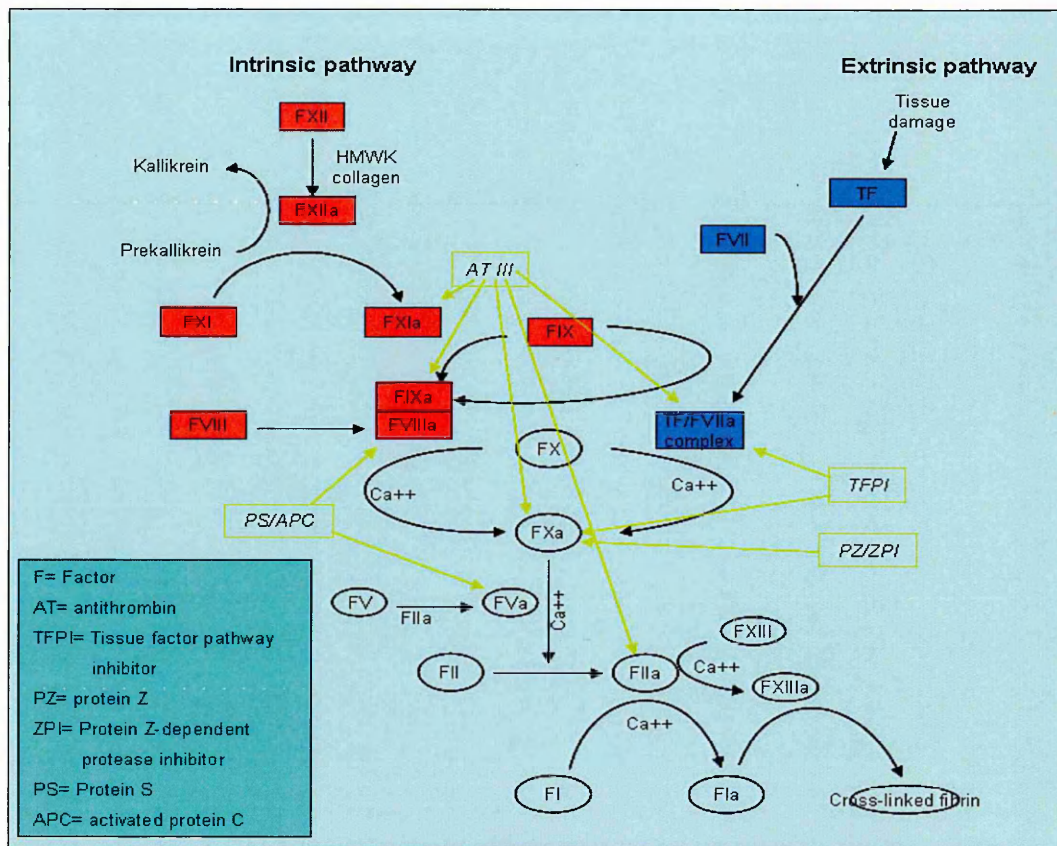 Intrinsic pathway
Extrinsic pathway
FXII
Tissue
damage
HMWK
collagen
Kallikrein
FXIIa
TF
Prekallikrein
FVII
AT III
FXI
FXIa
FIX
FIXa
FVIII
FVIIIa
TF/FVIIa
complex
FX
Ca++
Ca++
TFPI
PS/APC
FXa
PZ/ZPI
F= Factor
AT= antithrombin
TFPI= Tissue factor pathway
inhibitor
PZ= protein Z
ZPI= Protein Z-dependent
protease inhibitor
PS= Protein S
APC= activated protein C
FV
FIIa
FVa
Ca++
FXIII
FII
FIIa
Ca++
FXIIIa
Ca++
FI
FIa
Cross-linked fibrin